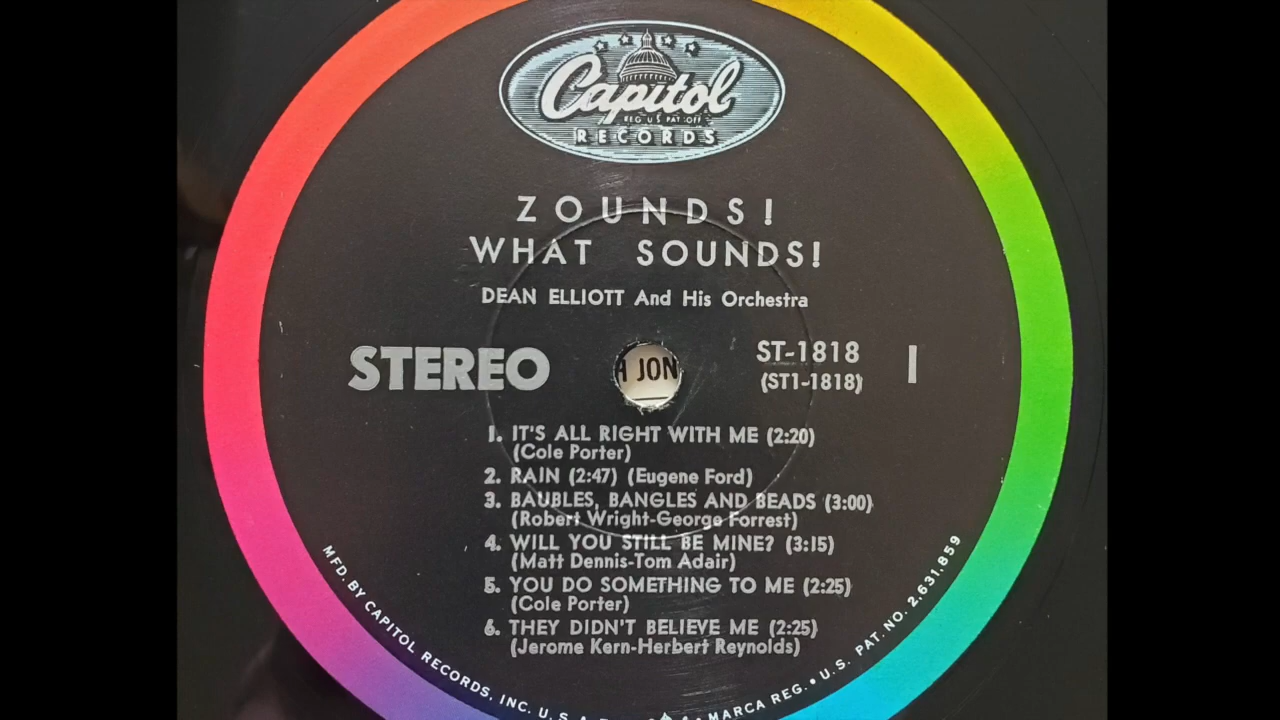 Capitol
REG U S PAT OFF
RECORDS
ZOUNDS!
WHAT SOUNDS!
DEAN ELLIOTT And His Orchestra
STEREO
JON
ST-1818
(ST1-1818)
1
1. IT'S ALL RIGHT WITH ME (2:20)
(Cole Porter)
2. RAIN (2:47) (Eugene Ford)
3. BAUBLES, BANGLES AND BEADS (3:00)
(Robert Wright-George Forrest)
4. WILL YOU STILL BE MINE? (3:15)
(Matt Dennis-Tom Adair)
5. YOU DO SOMETHING TO ME (2:25)
(Cole Porter)
6. THEY DIDN'T BELIEVE ME (2:25)
(Jerome Kern-Herbert Reynolds)
MFD. BY CAPITOL RECORDS, INC. U.S.A. MARCA REG. • U.S. PAT. NO. 2,631,859